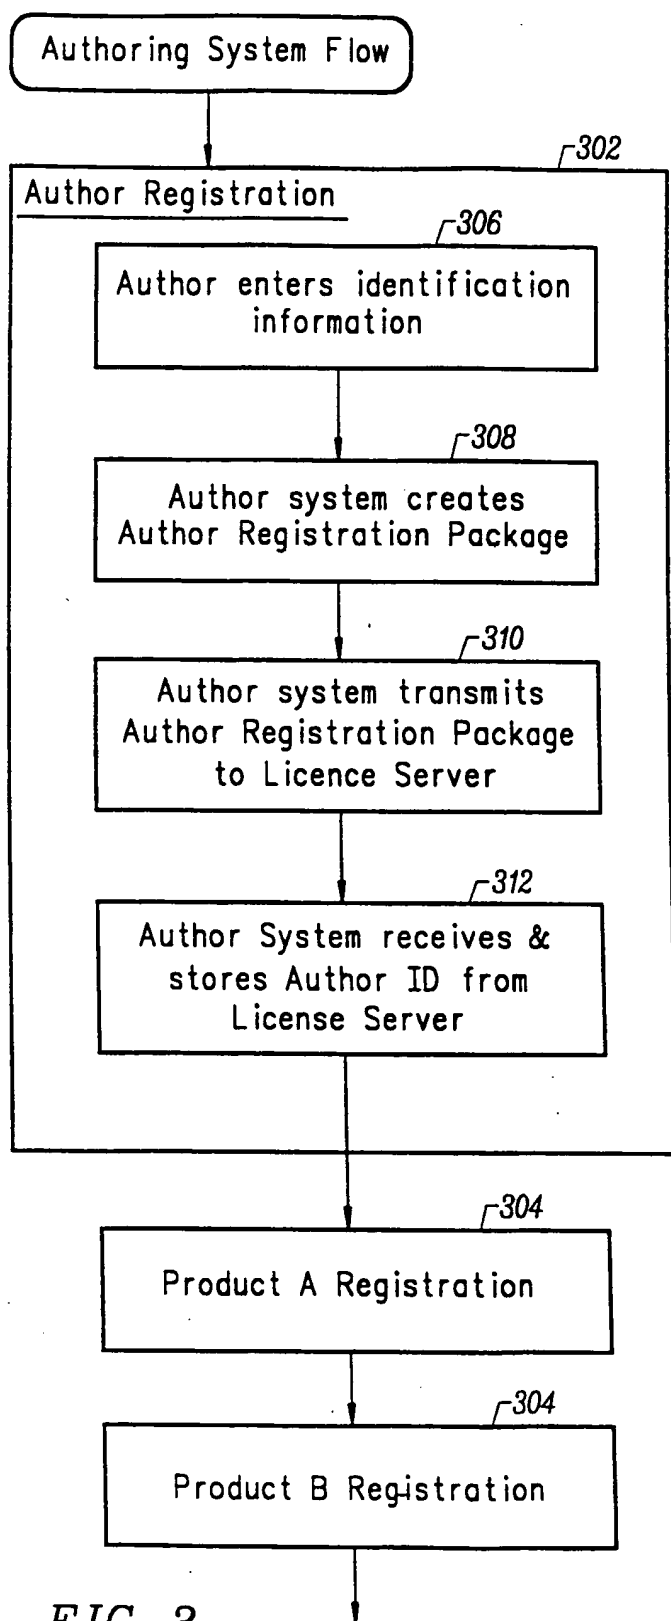 Authoring System Flow
302
Author Registration
306
Author enters identification
information
308
Author system creates
Author Registration Package
310
Author system transmits
Author Registration Package
to Licence Server
312
Author System receives &
stores Author ID from
License Server
304
Product A Registration
304
Product B Registration
FIG.